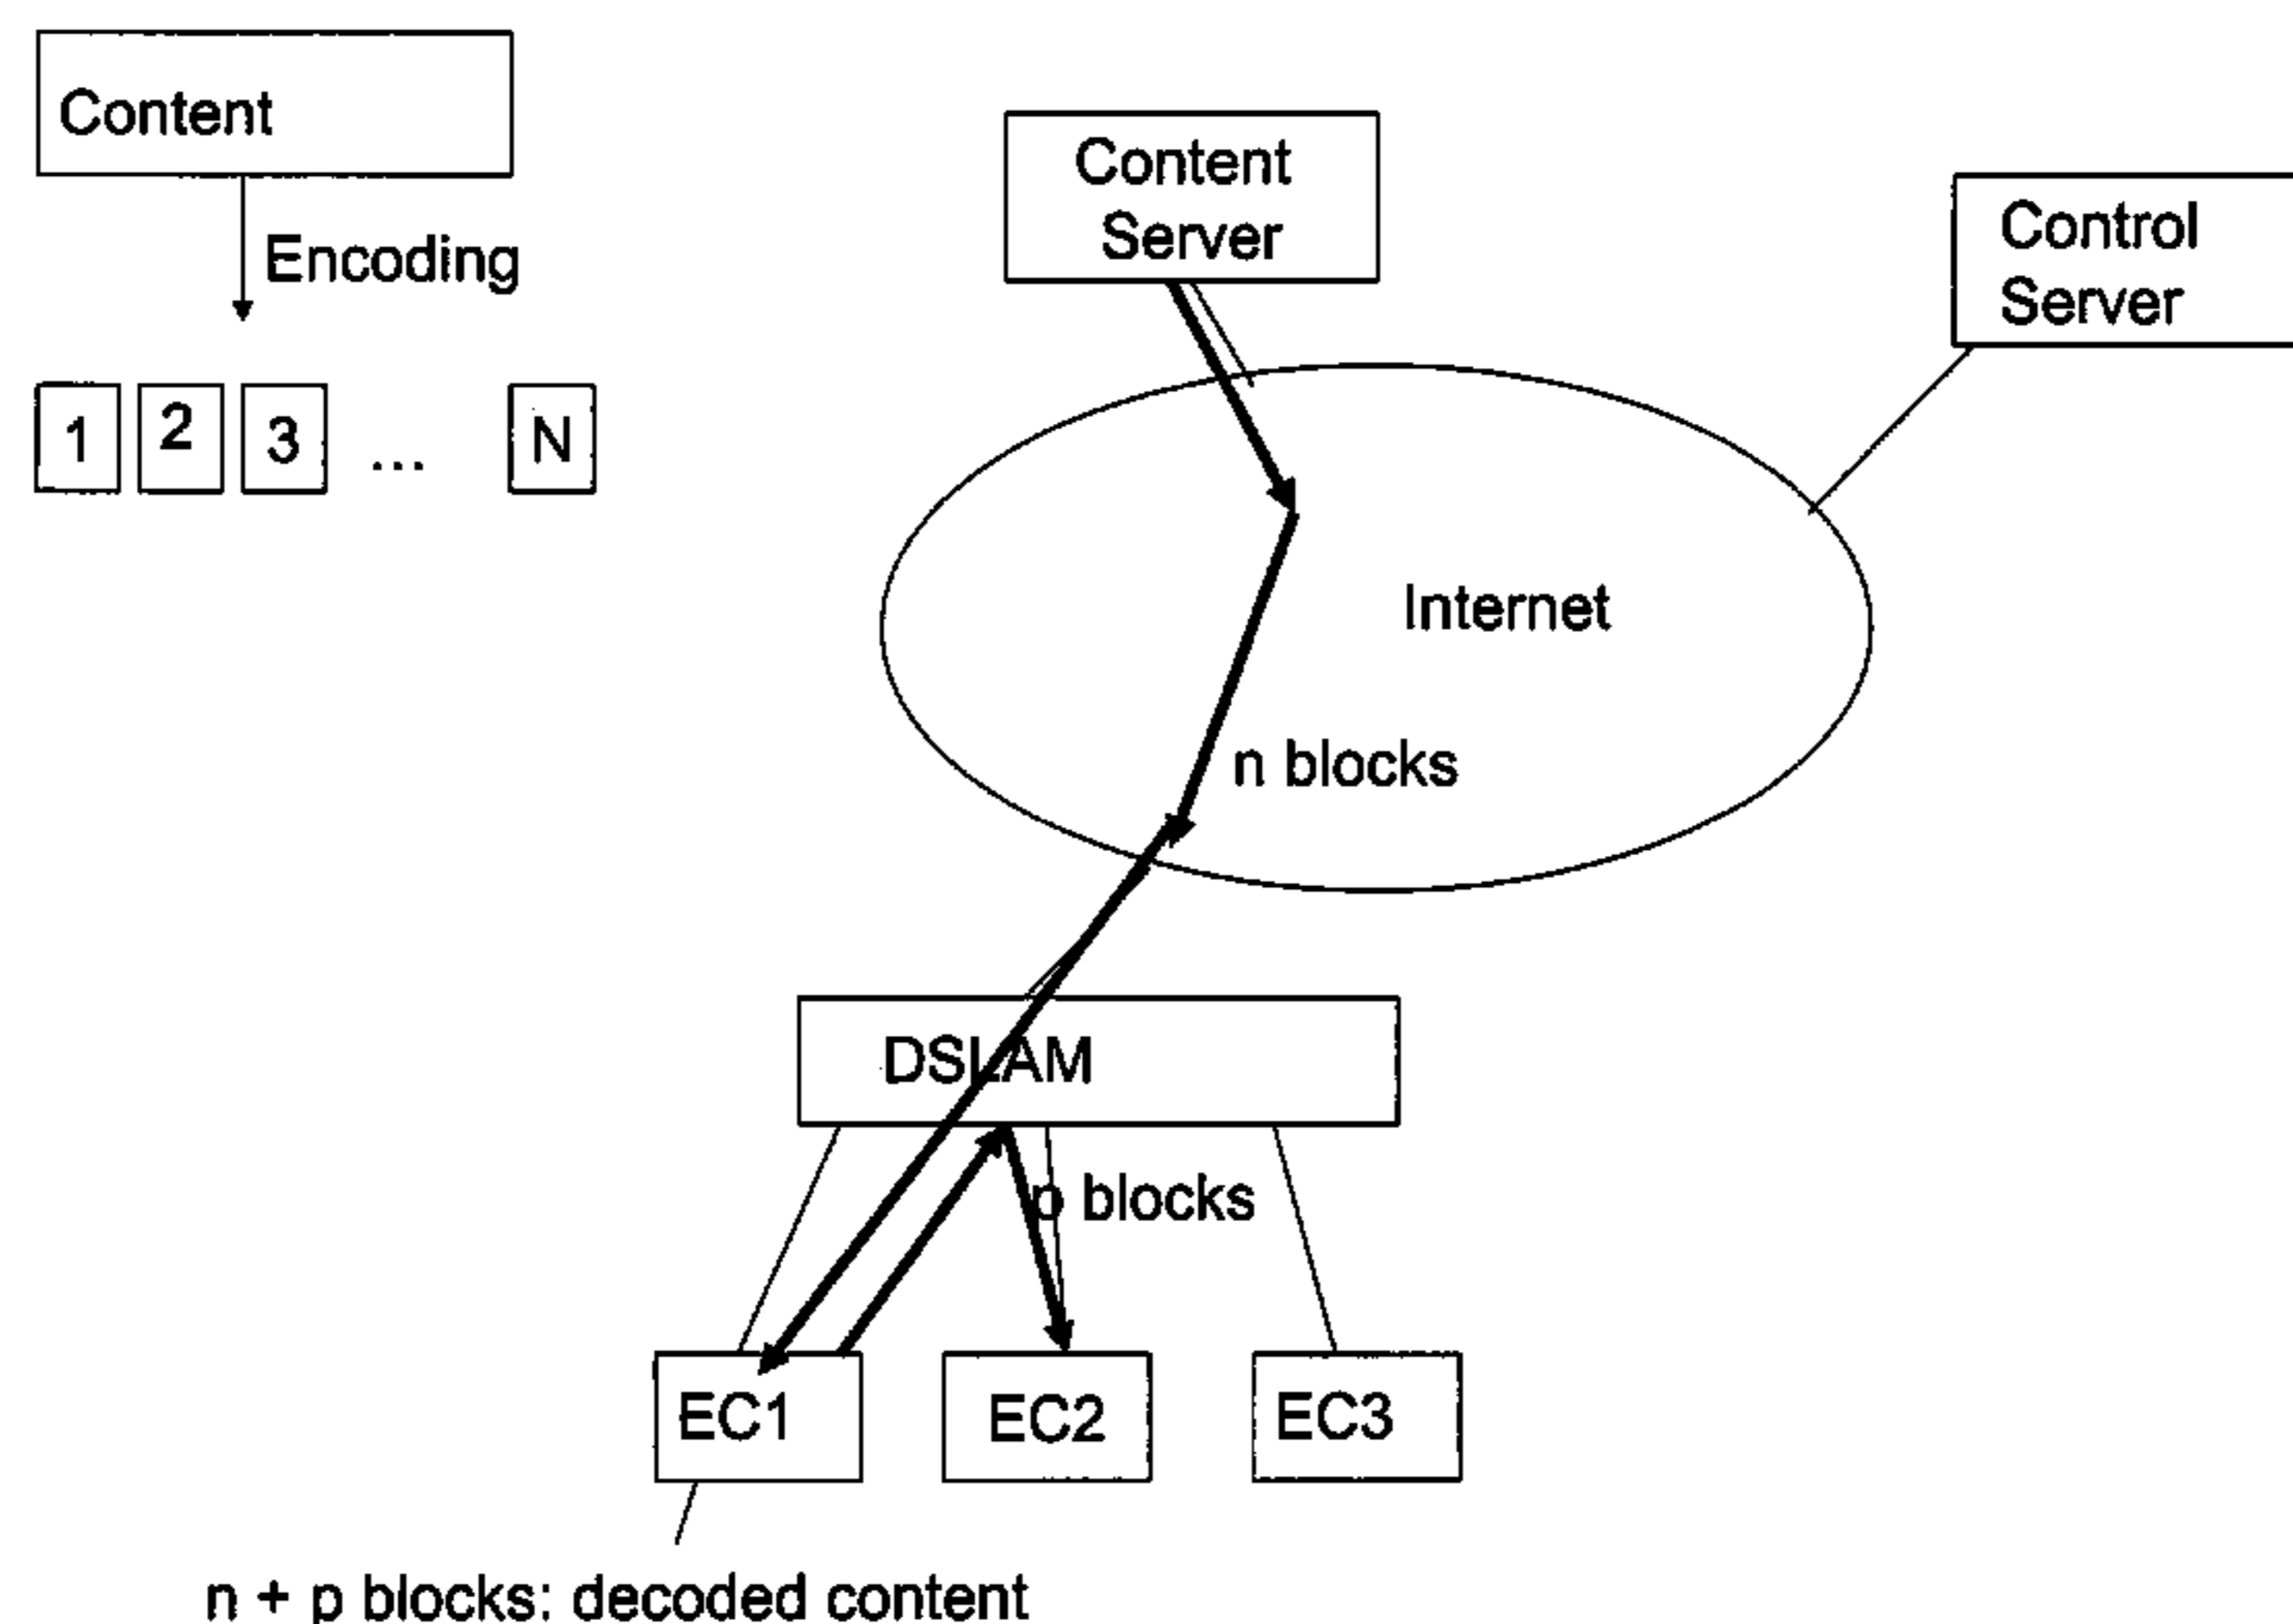 Content
Encoding
1 2 3 ... N
Content
Server
Control
Server
Internet
n blocks
DSLAM
p blocks
EC1
EC2
EC3
n + p blocks: decoded content